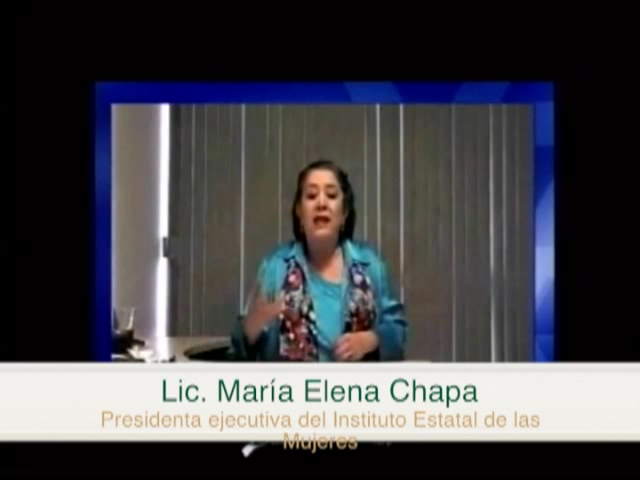 Lic. María Elena Chapa
Presidenta ejecutiva del Instituto Estatal de las
Mujeres